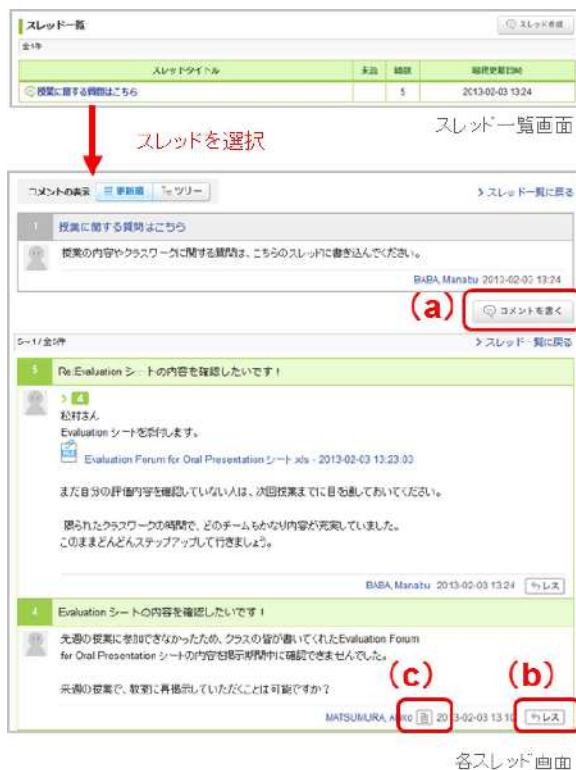 スレッド一覧
スレッド作成
全1件
スレッドタイトル 未読 既読 最終更新日時
授業に関する質問はこちら 5 2013-02-03 13:24
スレッド一覧画面
スレッドを選択
コメントの表示 更新順 ツリー
スレッド一覧に戻る
1 授業に関する質問はこちら
授業の内容やクラスワークに関する質問は、こちらのスレッドに書き込んでください。
BABA, Manabu 2013-02-03 13:24
(a)
コメントを書く
5~1/全5件
スレッド一覧に戻る
5 Re:Evaluation シートの内容を確認したいです!
4
松村さん
Evaluation シートを添付します。
Evaluation Forum for Oral Presentation シート.xls - 2013-02-03 13:23:03
まだ自分の評価内容を確認していない人は、次回授業までに目を通しておいてください。
限られたクラスワークの時間で、どのチームもかなり内容が充実していました。
このままどんどんステップアップして行きましょう。
BABA, Manabu 2013-02-03 13:24 レス
4 Evaluation シートの内容を確認したいです!
先週の授業に参加できなかったため、クラスの皆が書いてくれたEvaluation Forum
for Oral Presentation シートの内容を掲示期間中に確認できませんでした。
来週の授業で、教室に再掲示していただくことは可能ですか?
(c) (b)
MATSUMURA, 2013-02-03 13:10 レス
各スレッド画面